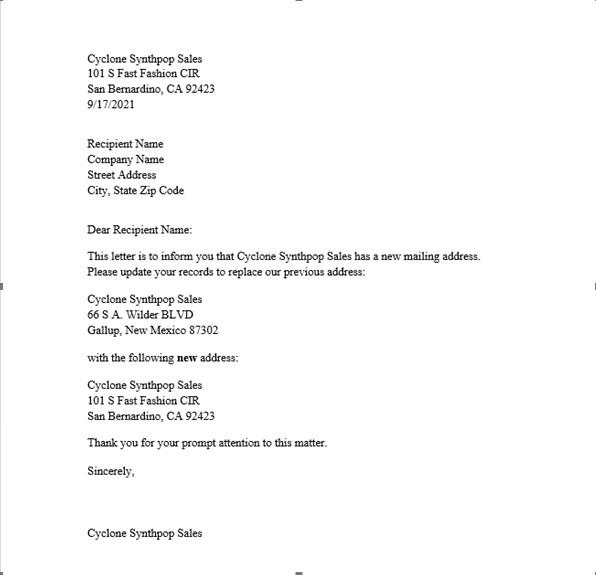 Cyclone Synthpop Sales
101 S Fast Fashion CIR
San Bernardino, CA 92423
9/17/2021
Recipient Name
Company Name
Street Address
City, State Zip Code
Dear Recipient Name:
This letter is to inform you that Cyclone Synthpop Sales has a new mailing address.
Please update your records to replace our previous address:
Cyclone Synthpop Sales
66 S A. Wilder BLVD
Gallup, New Mexico 87302
with the following new address:
Cyclone Synthpop Sales
101 S Fast Fashion CIR
San Bernardino, CA 92423
Thank you for your prompt attention to this matter.
Sincerely,
Cyclone Synthpop Sales